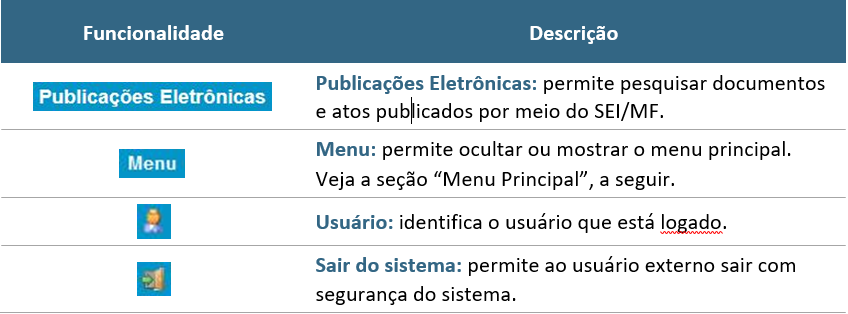 Funcionalidade
Descrição
Publicações Eletrônicas
Publicações Eletrônicas: permite pesquisar documentos
e atos publicados por meio do SEI/MF.
Menu
Menu: permite ocultar ou mostrar o menu principal.
Veja a seção “Menu Principal”, a seguir.
Usuário: identifica o usuário que está logado.
Sair do sistema: permite ao usuário externo sair com
segurança do sistema.